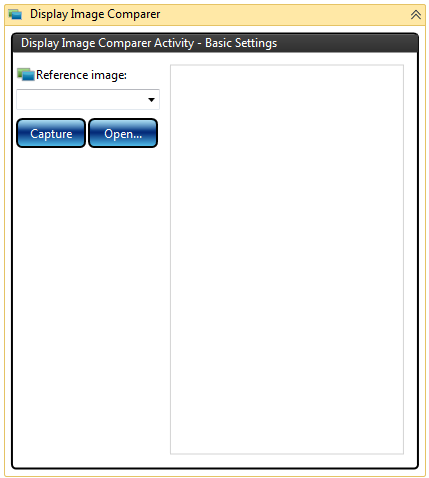 Display Image Comparer
Display Image Comparer Activity - Basic Settings
Reference image:
Capture
Open...